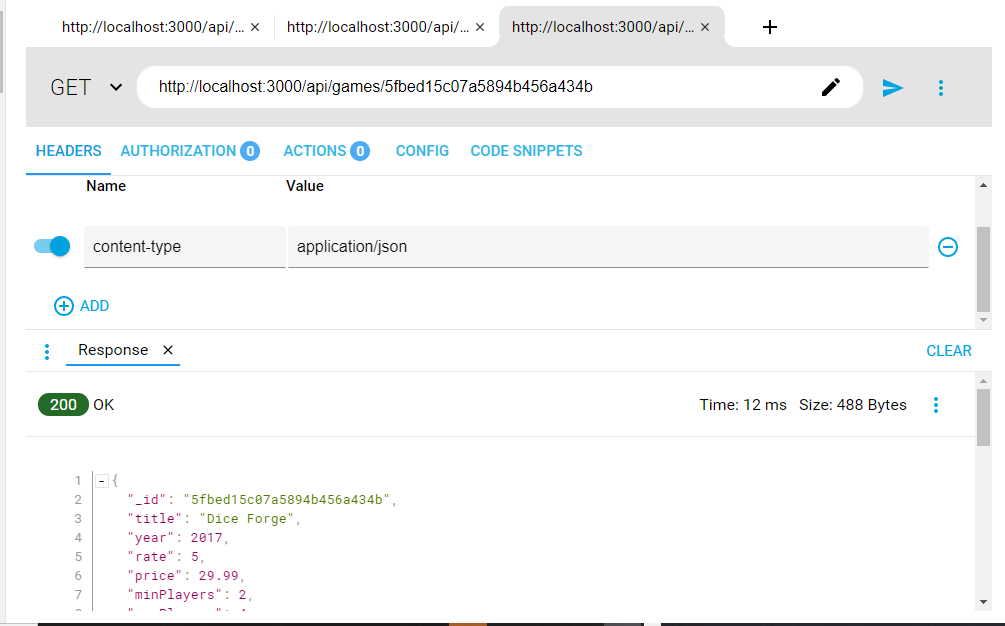 http://localhost:3000/api/... × http://localhost:3000/api/... × http://localhost:3000/api/... × +
GET http://localhost:3000/api/games/5fbed15c07a5894b456a434b
HEADERS AUTHORIZATION 0 ACTIONS 0 CONFIG CODE SNIPPETS
Name Value
content-type application/json
ADD
Response × CLEAR
200 OK Time: 12 ms Size: 488 Bytes
1 - {
2 "_id": "5fbed15c07a5894b456a434b",
3 "title": "Dice Forge",
4 "year": 2017,
5 "rate": 5,
6 "price": 29.99,
7 "minPlayers": 2,